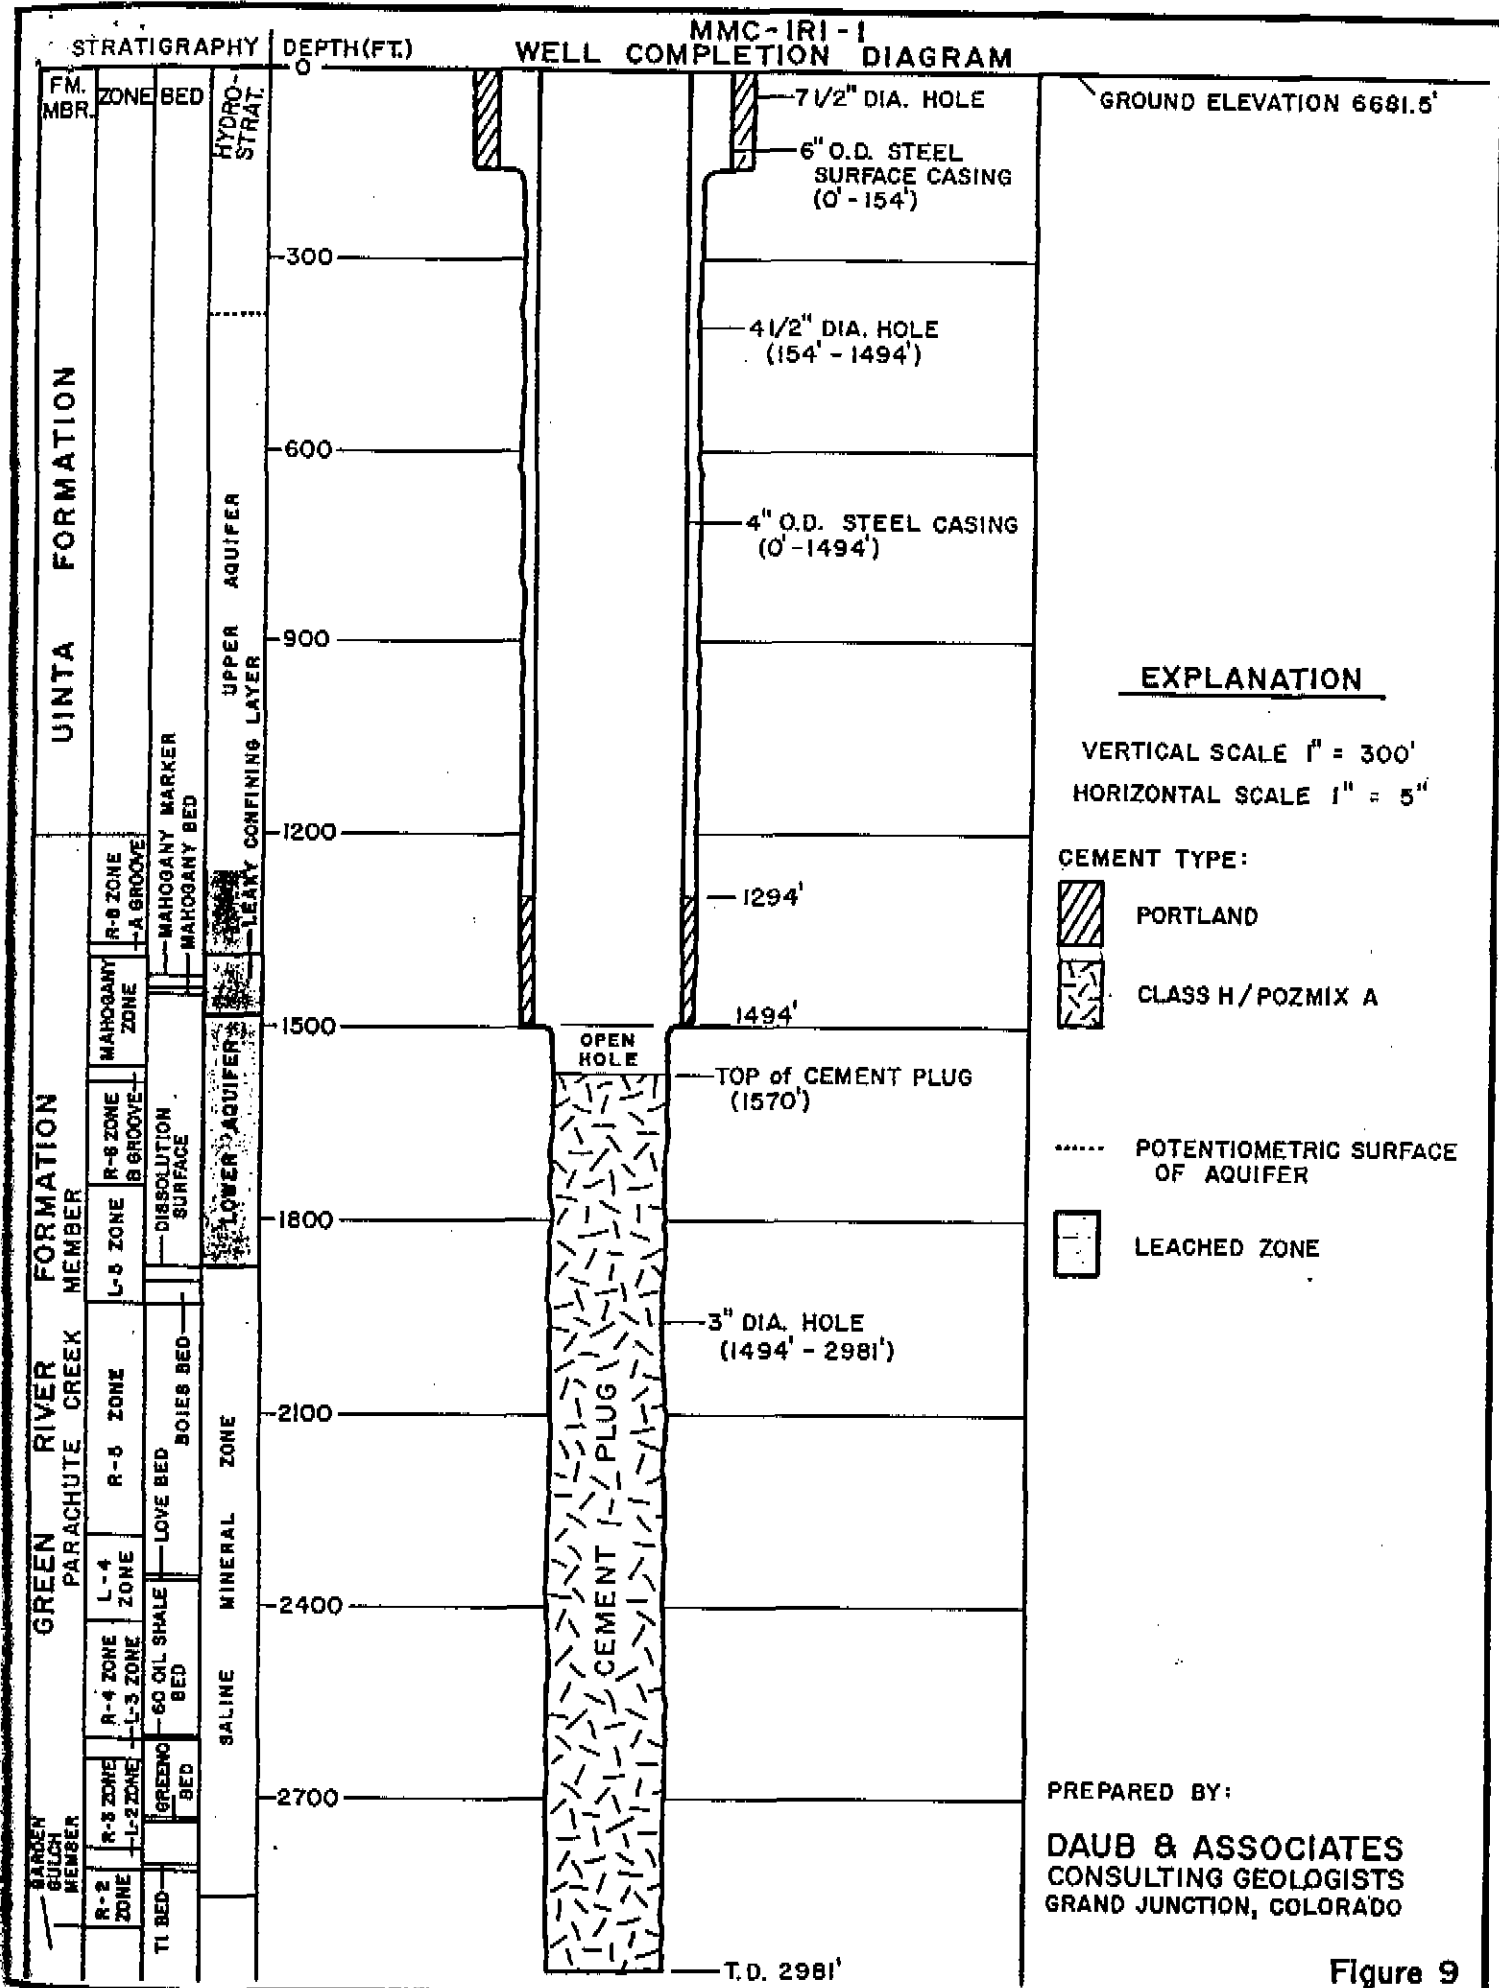 MMC-IRI-1
WELL COMPLETION DIAGRAM
STRATIGRAPHY
DEPTH(FT.)
FM.
MBR.
ZONE
BED
HYDRO-
STRAT.
0
300
600
900
1200
1500
1800
2100
2400
2700
7 1/2" DIA. HOLE
6" O.D. STEEL
SURFACE CASING
(0'-154')
GROUND ELEVATION 6681.5'
4 1/2" DIA. HOLE
(154' - 1494')
4" O.D. STEEL CASING
(0'-1494')
1294'
1494'
OPEN
HOLE
TOP of CEMENT PLUG
(1570')
3" DIA. HOLE
(1494' - 2981')
CEMENT PLUG
T.D. 2981'
UINTA FORMATION
GREEN RIVER FORMATION
PARACHUTE CREEK MEMBER
GARDEN
GULCH
MEMBER
R-8 ZONE
A GROOVE
MAHOGANY
ZONE
R-6 ZONE
B GROOVE
L-5 ZONE
R-5 ZONE
L-4
ZONE
R-4 ZONE
L-3 ZONE
R-3 ZONE
L-2 ZONE
R-2
ZONE
MAHOGANY MARKER
MAHOGANY BED
DISSOLUTION
SURFACE
BOIES BED
LOVE BED
60 OIL SHALE
BED
GREENO
BED
TI BED
UPPER AQUIFER
LEAKY CONFINING LAYER
LOWER AQUIFER
SALINE MINERAL ZONE
EXPLANATION
VERTICAL SCALE 1" = 300'
HORIZONTAL SCALE 1" = 5"
CEMENT TYPE:
PORTLAND
CLASS H/POZMIX A
POTENTIOMETRIC SURFACE
OF AQUIFER
LEACHED ZONE
PREPARED BY:
DAUB & ASSOCIATES
CONSULTING GEOLOGISTS
GRAND JUNCTION, COLORADO
Figure 9